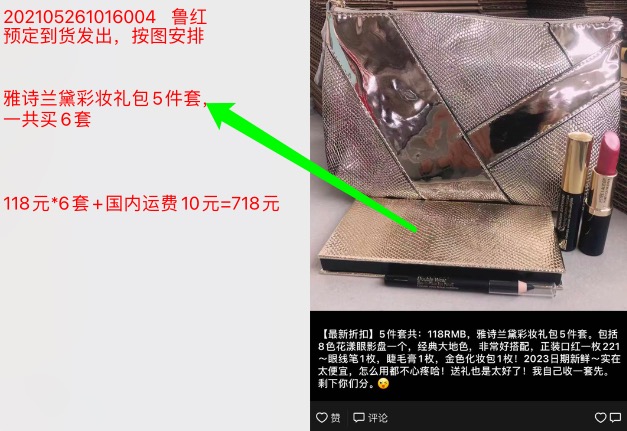 202105261016004 鲁红
预定到货发出，按图安排
雅诗兰黛彩妆礼包5件套，
一共买6套
118元*6套+国内运费10元=718元
Double Wear
【最新折扣】5件套共：118RMB，雅诗兰黛彩妆礼包5件套。包括
8色花漾眼影盘一个，经典大地色，非常好搭配，正装口红一枚221
～眼线笔1枚，睫毛膏1枚，金色化妆包1枚！2023日期新鲜～实在
太便宜，怎么用都不心疼哈！送礼也是太好了！我自己收一套先。
剩下你们分。
赞
评论